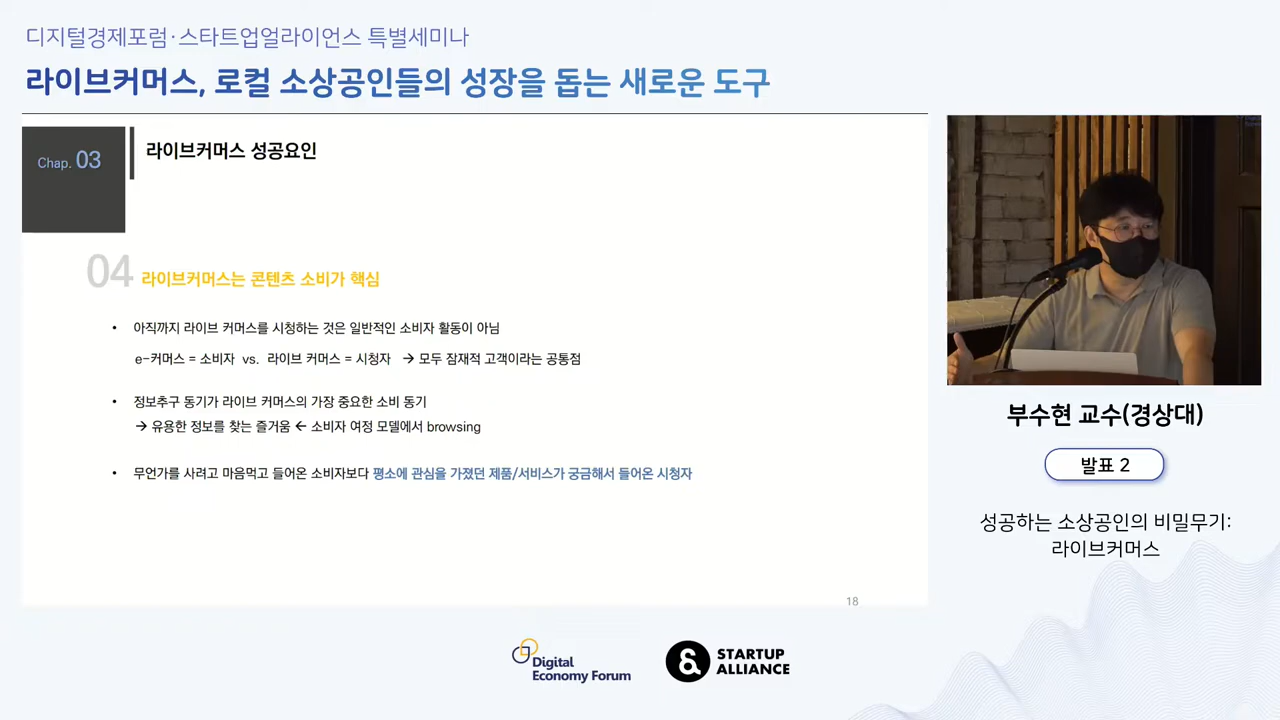 디지털경제포럼·스타트업얼라이언스 특별세미나
라이브커머스, 로컬 소상공인들의 성장을 돕는 새로운 도구
Chap. 03
라이브커머스 성공요인
04 라이브커머스는 콘텐츠 소비가 핵심
• 아직까지 라이브 커머스를 시청하는 것은 일반적인 소비자 활동이 아님
e-커머스 = 소비자 vs. 라이브 커머스 = 시청자 → 모두 잠재적 고객이라는 공통점
• 정보추구 동기가 라이브 커머스의 가장 중요한 소비 동기
→ 유용한 정보를 찾는 즐거움 ← 소비자 여정 모델에서 browsing
• 무언가를 사려고 마음먹고 들어온 소비자보다 평소에 관심을 가졌던 제품/서비스가 궁금해서 들어온 시청자
18
부수현 교수(경상대)
발표 2
성공하는 소상공인의 비밀무기:
라이브커머스
Digital
Economy Forum
STARTUP
ALLIANCE